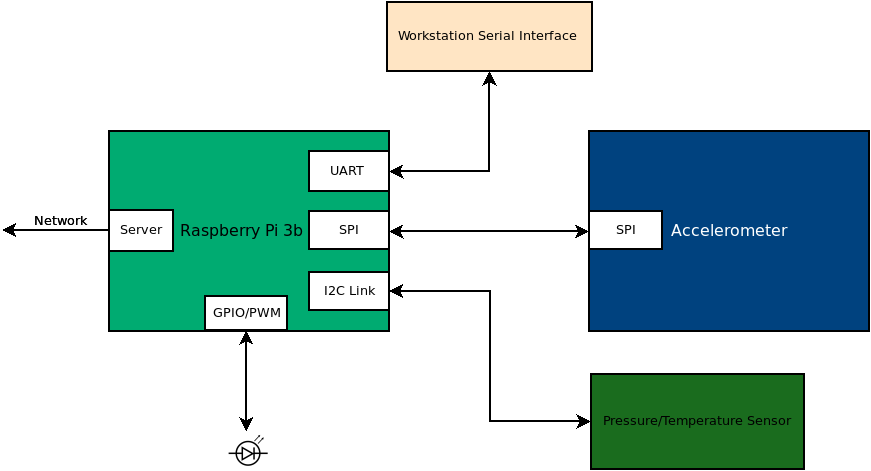 Workstation Serial Interface
UART
Network
Server
Raspberry Pi 3b
SPI
SPI
Accelerometer
I2C Link
GPIO/PWM
Pressure/Temperature Sensor